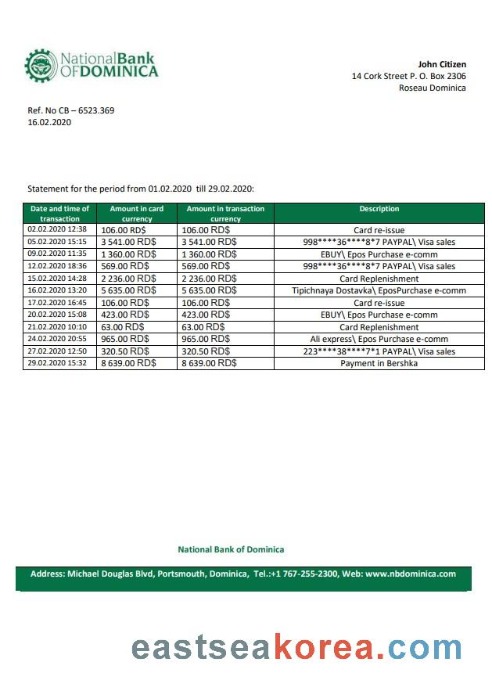 NationalBank
OFDOMINICA
John Citizen
14 Cork Street P. O. Box 2306
Roseau Dominica
Ref. No CB – 6523.369
16.02.2020
Statement for the period from 01.02.2020 till 29.02.2020:
Date and time of transaction Amount in card currency Amount in transaction currency Description
02.02.2020 12:38 106.00 RD$ 106.00 RD$ Card re-issue
05.02.2020 15:15 3 541.00 RD$ 3 541.00 RD$ 998****36****8*7 PAYPAL\ Visa sales
09.02.2020 11:35 1 360.00 RD$ 1 360.00 RD$ EBUY\ Epos Purchase e-comm
12.02.2020 18:36 569.00 RD$ 569.00 RD$ 998****36****8*7 PAYPAL\ Visa sales
15.02.2020 14:28 2 236.00 RD$ 2 236.00 RD$ Card Replenishment
16.02.2020 13:20 5 635.00 RD$ 5 635.00 RD$ Tipichnaya Dostavka\ EposPurchase e-comm
17.02.2020 16:45 106.00 RD$ 106.00 RD$ Card re-issue
20.02.2020 15:08 423.00 RD$ 423.00 RD$ EBUY\ Epos Purchase e-comm
21.02.2020 10:10 63.00 RD$ 63.00 RD$ Card Replenishment
24.02.2020 20:55 965.00 RD$ 965.00 RD$ Ali express\ Epos Purchase e-comm
27.02.2020 12:50 320.50 RD$ 320.50 RD$ 223****38****7*1 PAYPAL\ Visa sales
29.02.2020 15:32 8 639.00 RD$ 8 639.00 RD$ Payment in Bershka
National Bank of Dominica
Address: Michael Douglas Blvd, Portsmouth, Dominica, Tel.:+1 767-255-2300, Web: www.nbdominica.com
eastseakorea.com